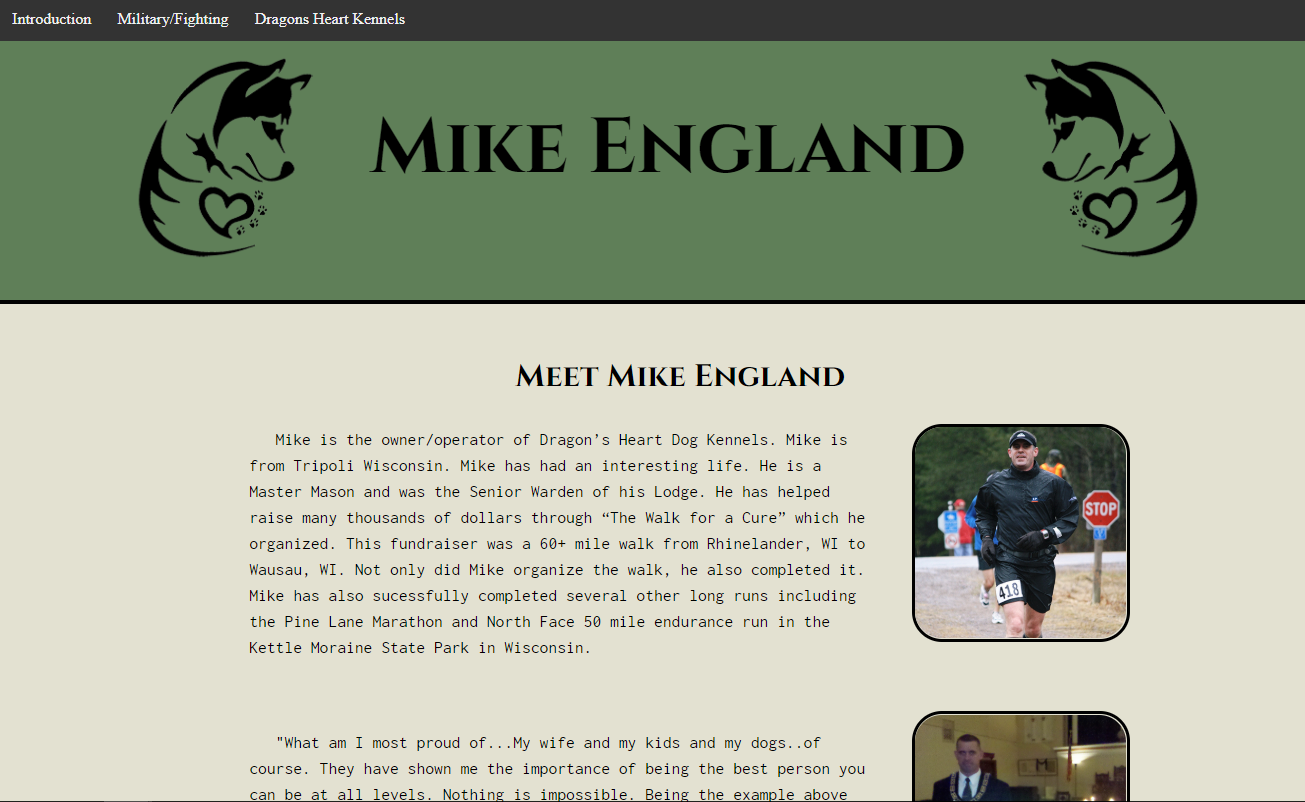 Introduction Military/Fighting Dragons Heart Kennels
Mike England
Meet Mike England
Mike is the owner/operator of Dragon’s Heart Dog Kennels. Mike is
from Tripoli Wisconsin. Mike has had an interesting life. He is a
Master Mason and was the Senior Warden of his Lodge. He has helped
raise many thousands of dollars through “The Walk for a Cure” which he
organized. This fundraiser was a 60+ mile walk from Rhinelander, WI to
Wausau, WI. Not only did Mike organize the walk, he also completed it.
Mike has also sucessfully completed several other long runs including
the Pine Lane Marathon and North Face 50 mile endurance run in the
Kettle Moraine State Park in Wisconsin.
STOP
418
"What am I most proud of...My wife and my kids and my dogs..of
course. They have shown me the importance of being the best person you
can be at all levels. Nothing is impossible. Being the example above